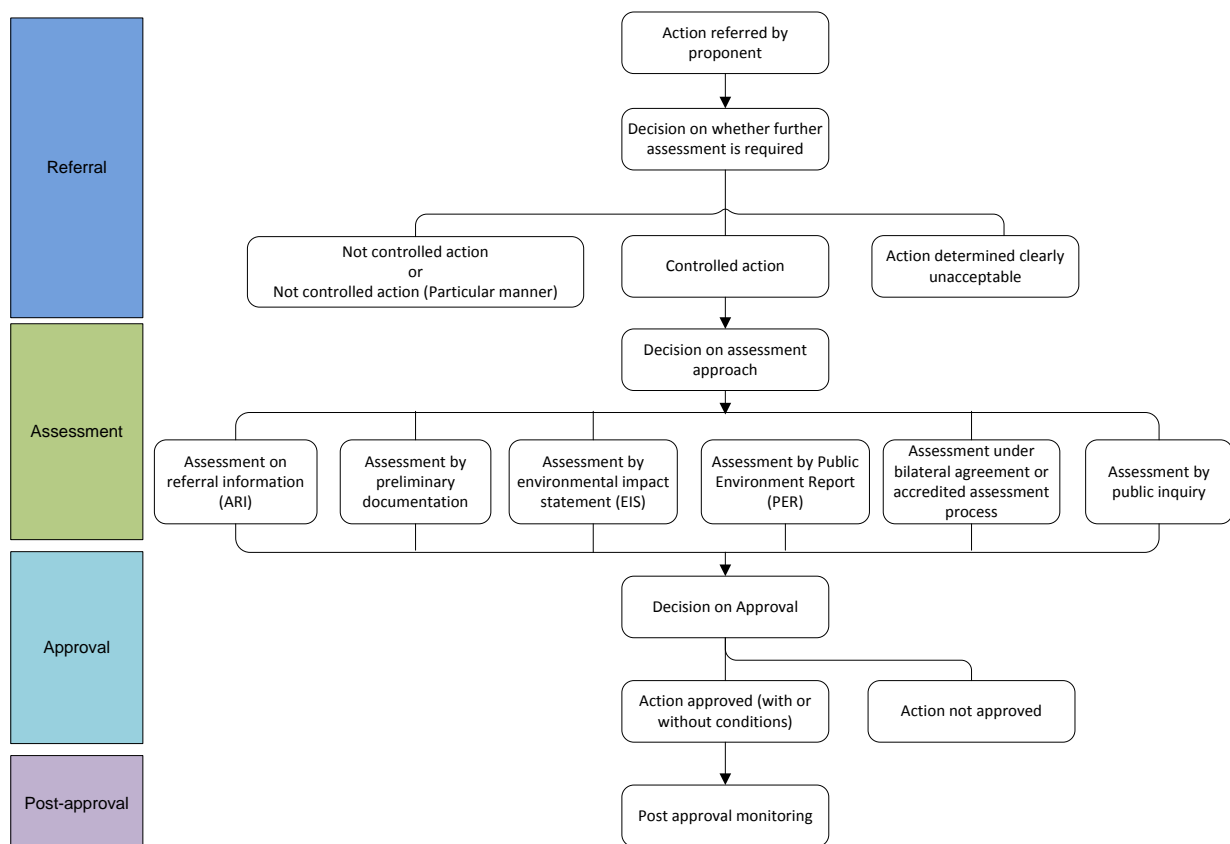 Referral
Action referred by
proponent
Decision on whether further
assessment is required
Not controlled action
or
Not controlled action (Particular manner)
Controlled action
Action determined clearly
unacceptable
Assessment
Decision on assessment
approach
Assessment on
referral information
(ARI)
Assessment by
preliminary
documentation
Assessment by
environmental impact
statement (EIS)
Assessment by Public
Environment Report
(PER)
Assessment under
bilateral agreement or
accredited assessment
process
Assessment by
public inquiry
Approval
Decision on Approval
Action approved (with or
without conditions)
Action not approved
Post-approval
Post approval monitoring